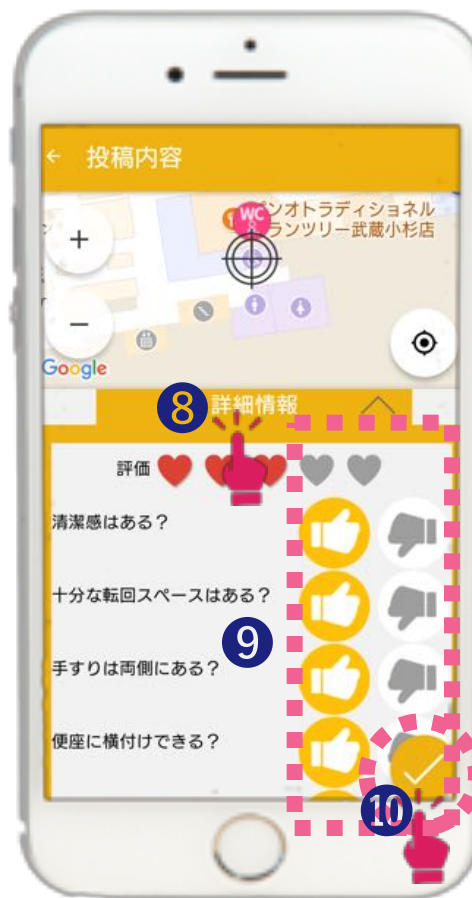 ← 投稿内容
WC
ンオトラディショネル
ランツリー武蔵小杉店
+
−
Google
8 詳細情報
評価
清潔感はある？
十分な転回スペースはある？
9
手すりは両側にある？
便座に横付けできる？
10